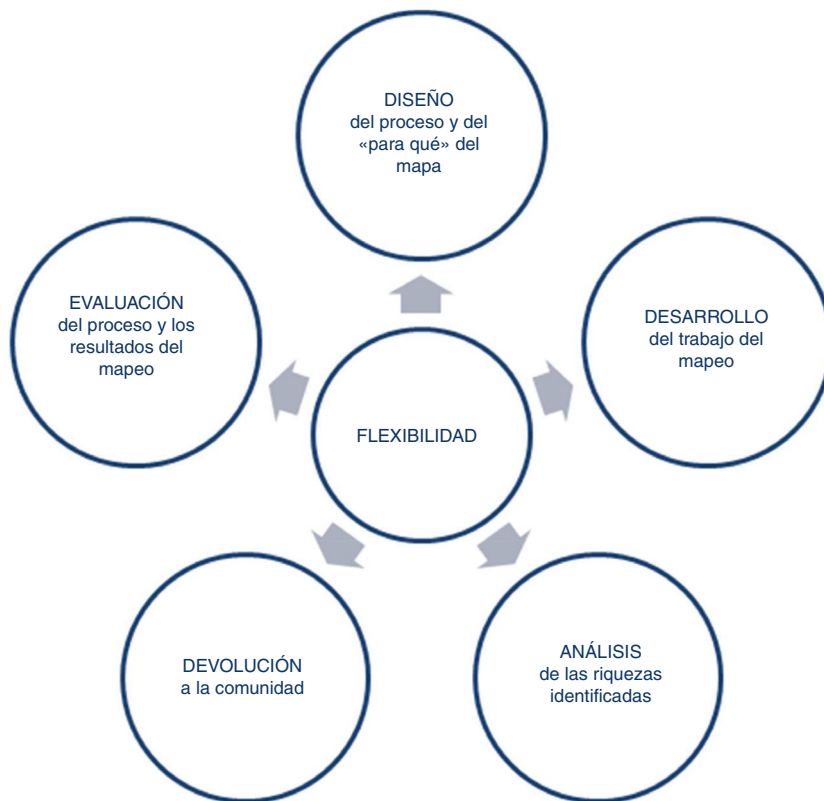 DISEÑO
del proceso y del
«para qué» del
mapa
EVALUACIÓN
del proceso y los
resultados del
mapeo
DESARROLLO
del trabajo del
mapeo
FLEXIBILIDAD
DEVOLUCIÓN
a la comunidad
ANÁLISIS
de las riquezas
identificadas